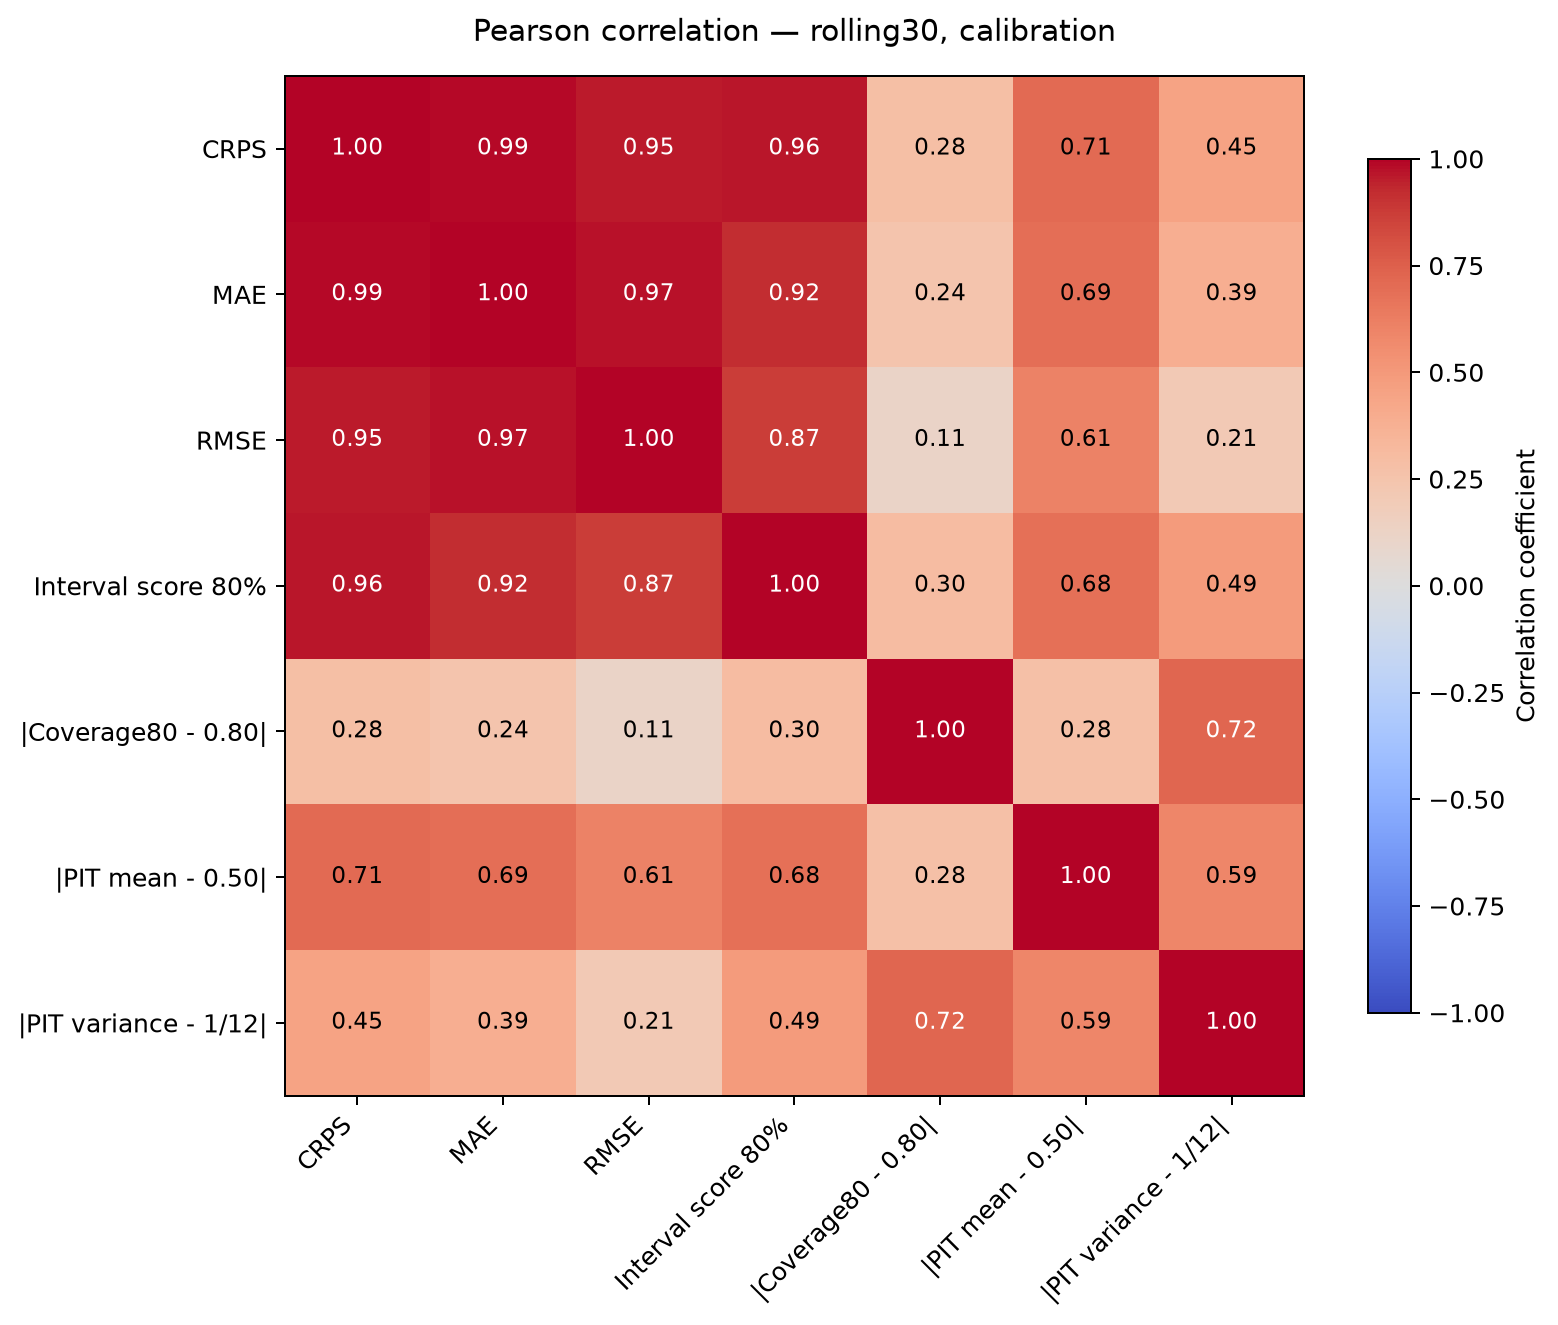 Pearson correlation — rolling30, calibration
CRPS 1.00 0.99 0.95 0.96 0.28 0.71 0.45
MAE 0.99 1.00 0.97 0.92 0.24 0.69 0.39
RMSE 0.95 0.97 1.00 0.87 0.11 0.61 0.21
Interval score 80% 0.96 0.92 0.87 1.00 0.30 0.68 0.49
|Coverage80 - 0.80| 0.28 0.24 0.11 0.30 1.00 0.28 0.72
|PIT mean - 0.50| 0.71 0.69 0.61 0.68 0.28 1.00 0.59
|PIT variance - 1/12| 0.45 0.39 0.21 0.49 0.72 0.59 1.00
CRPS
MAE
RMSE
Interval score 80%
|Coverage80 - 0.80|
|PIT mean - 0.50|
|PIT variance - 1/12|
1.00
0.75
0.50
0.25
0.00
−0.25
−0.50
−0.75
−1.00
Correlation coefficient